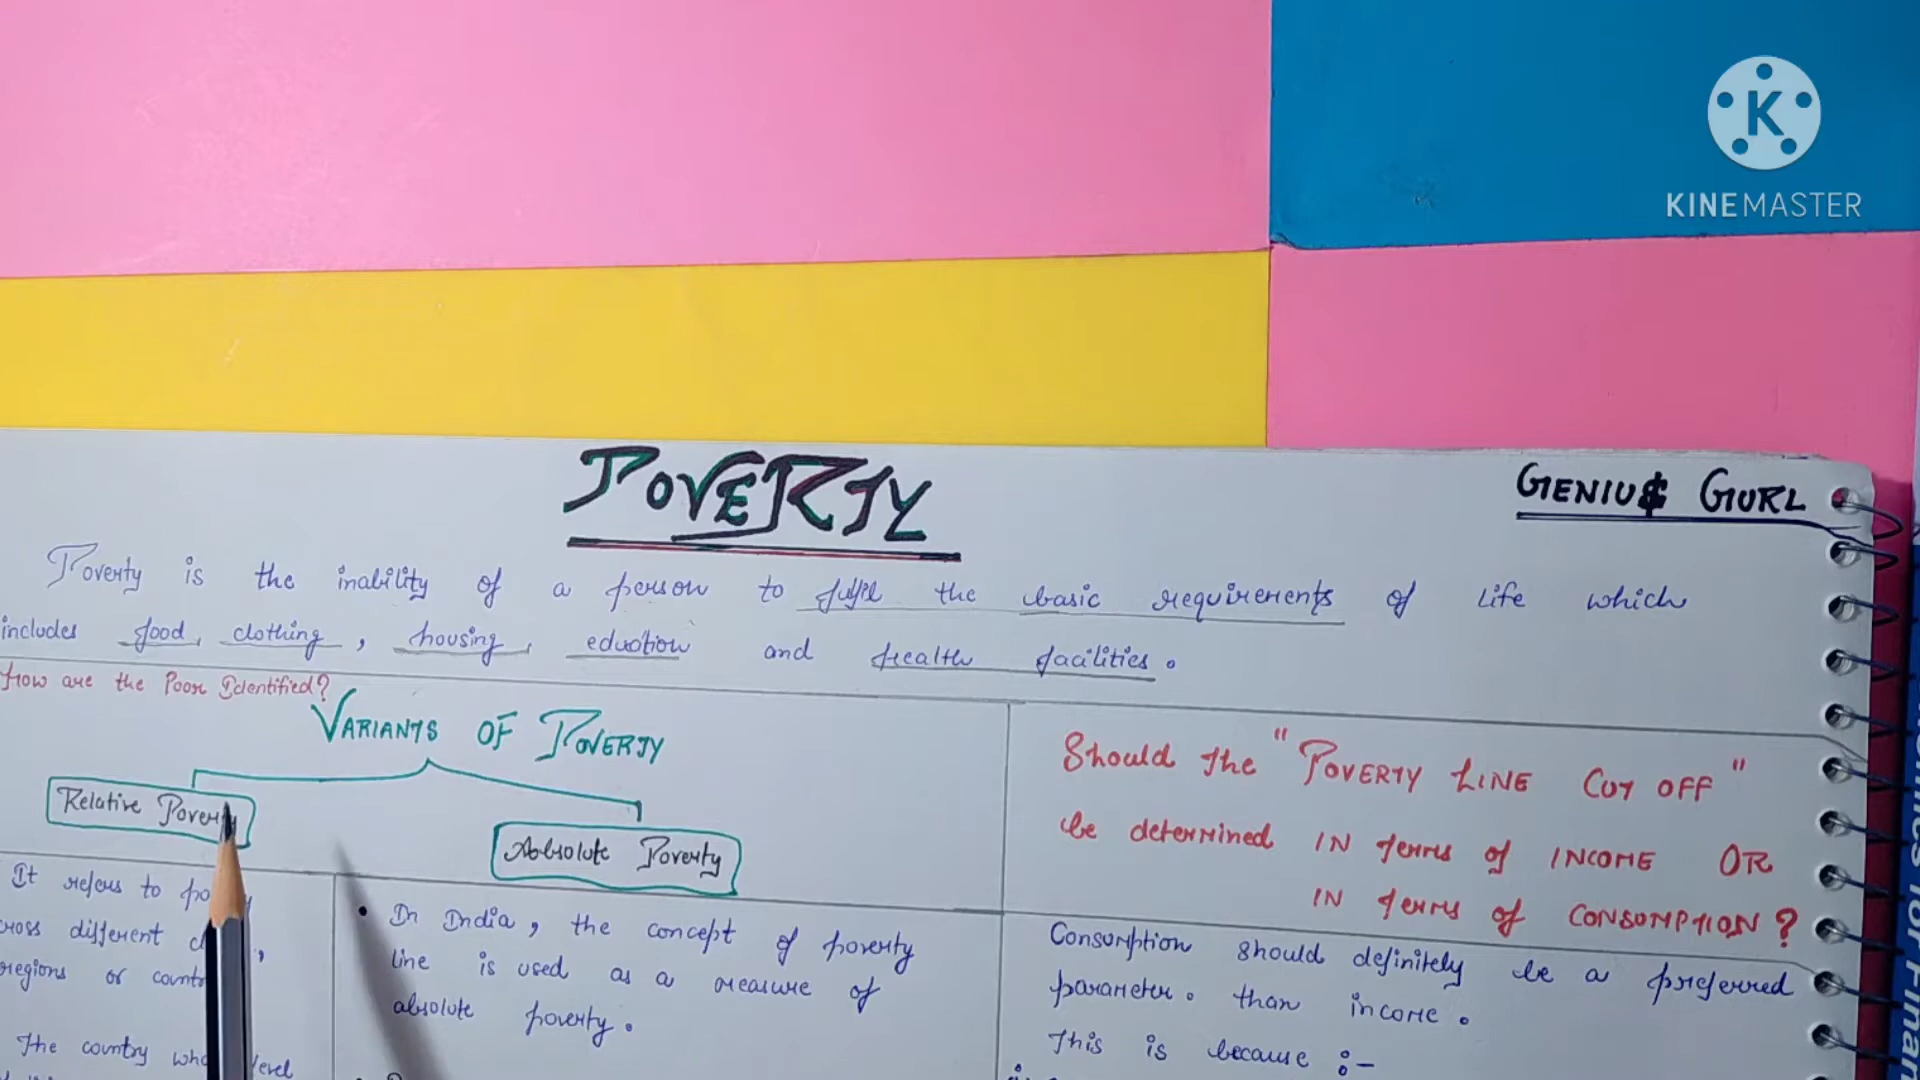 K
KINEMASTER
POVERTY
GENIU$ GURL
Poverty is the inability of a person to fulfil the basic requirements of life which
includes food, clothing, housing, eduation and health facilities.
How are the Poor Identified?
VARIANTS OF POVERTY
Relative Poverty
Absolute Poverty
Should the "POVERTY LINE CUT OFF"
be determined IN terms of INCOME OR
IN terms of CONSUMPTION?
It refers to
different
regions or
The country
• In India, the concept of poverty
line is used as a measure of
absolute poverty.
Consumption should definitely be a preferred
parameter. than income.
This is because :-